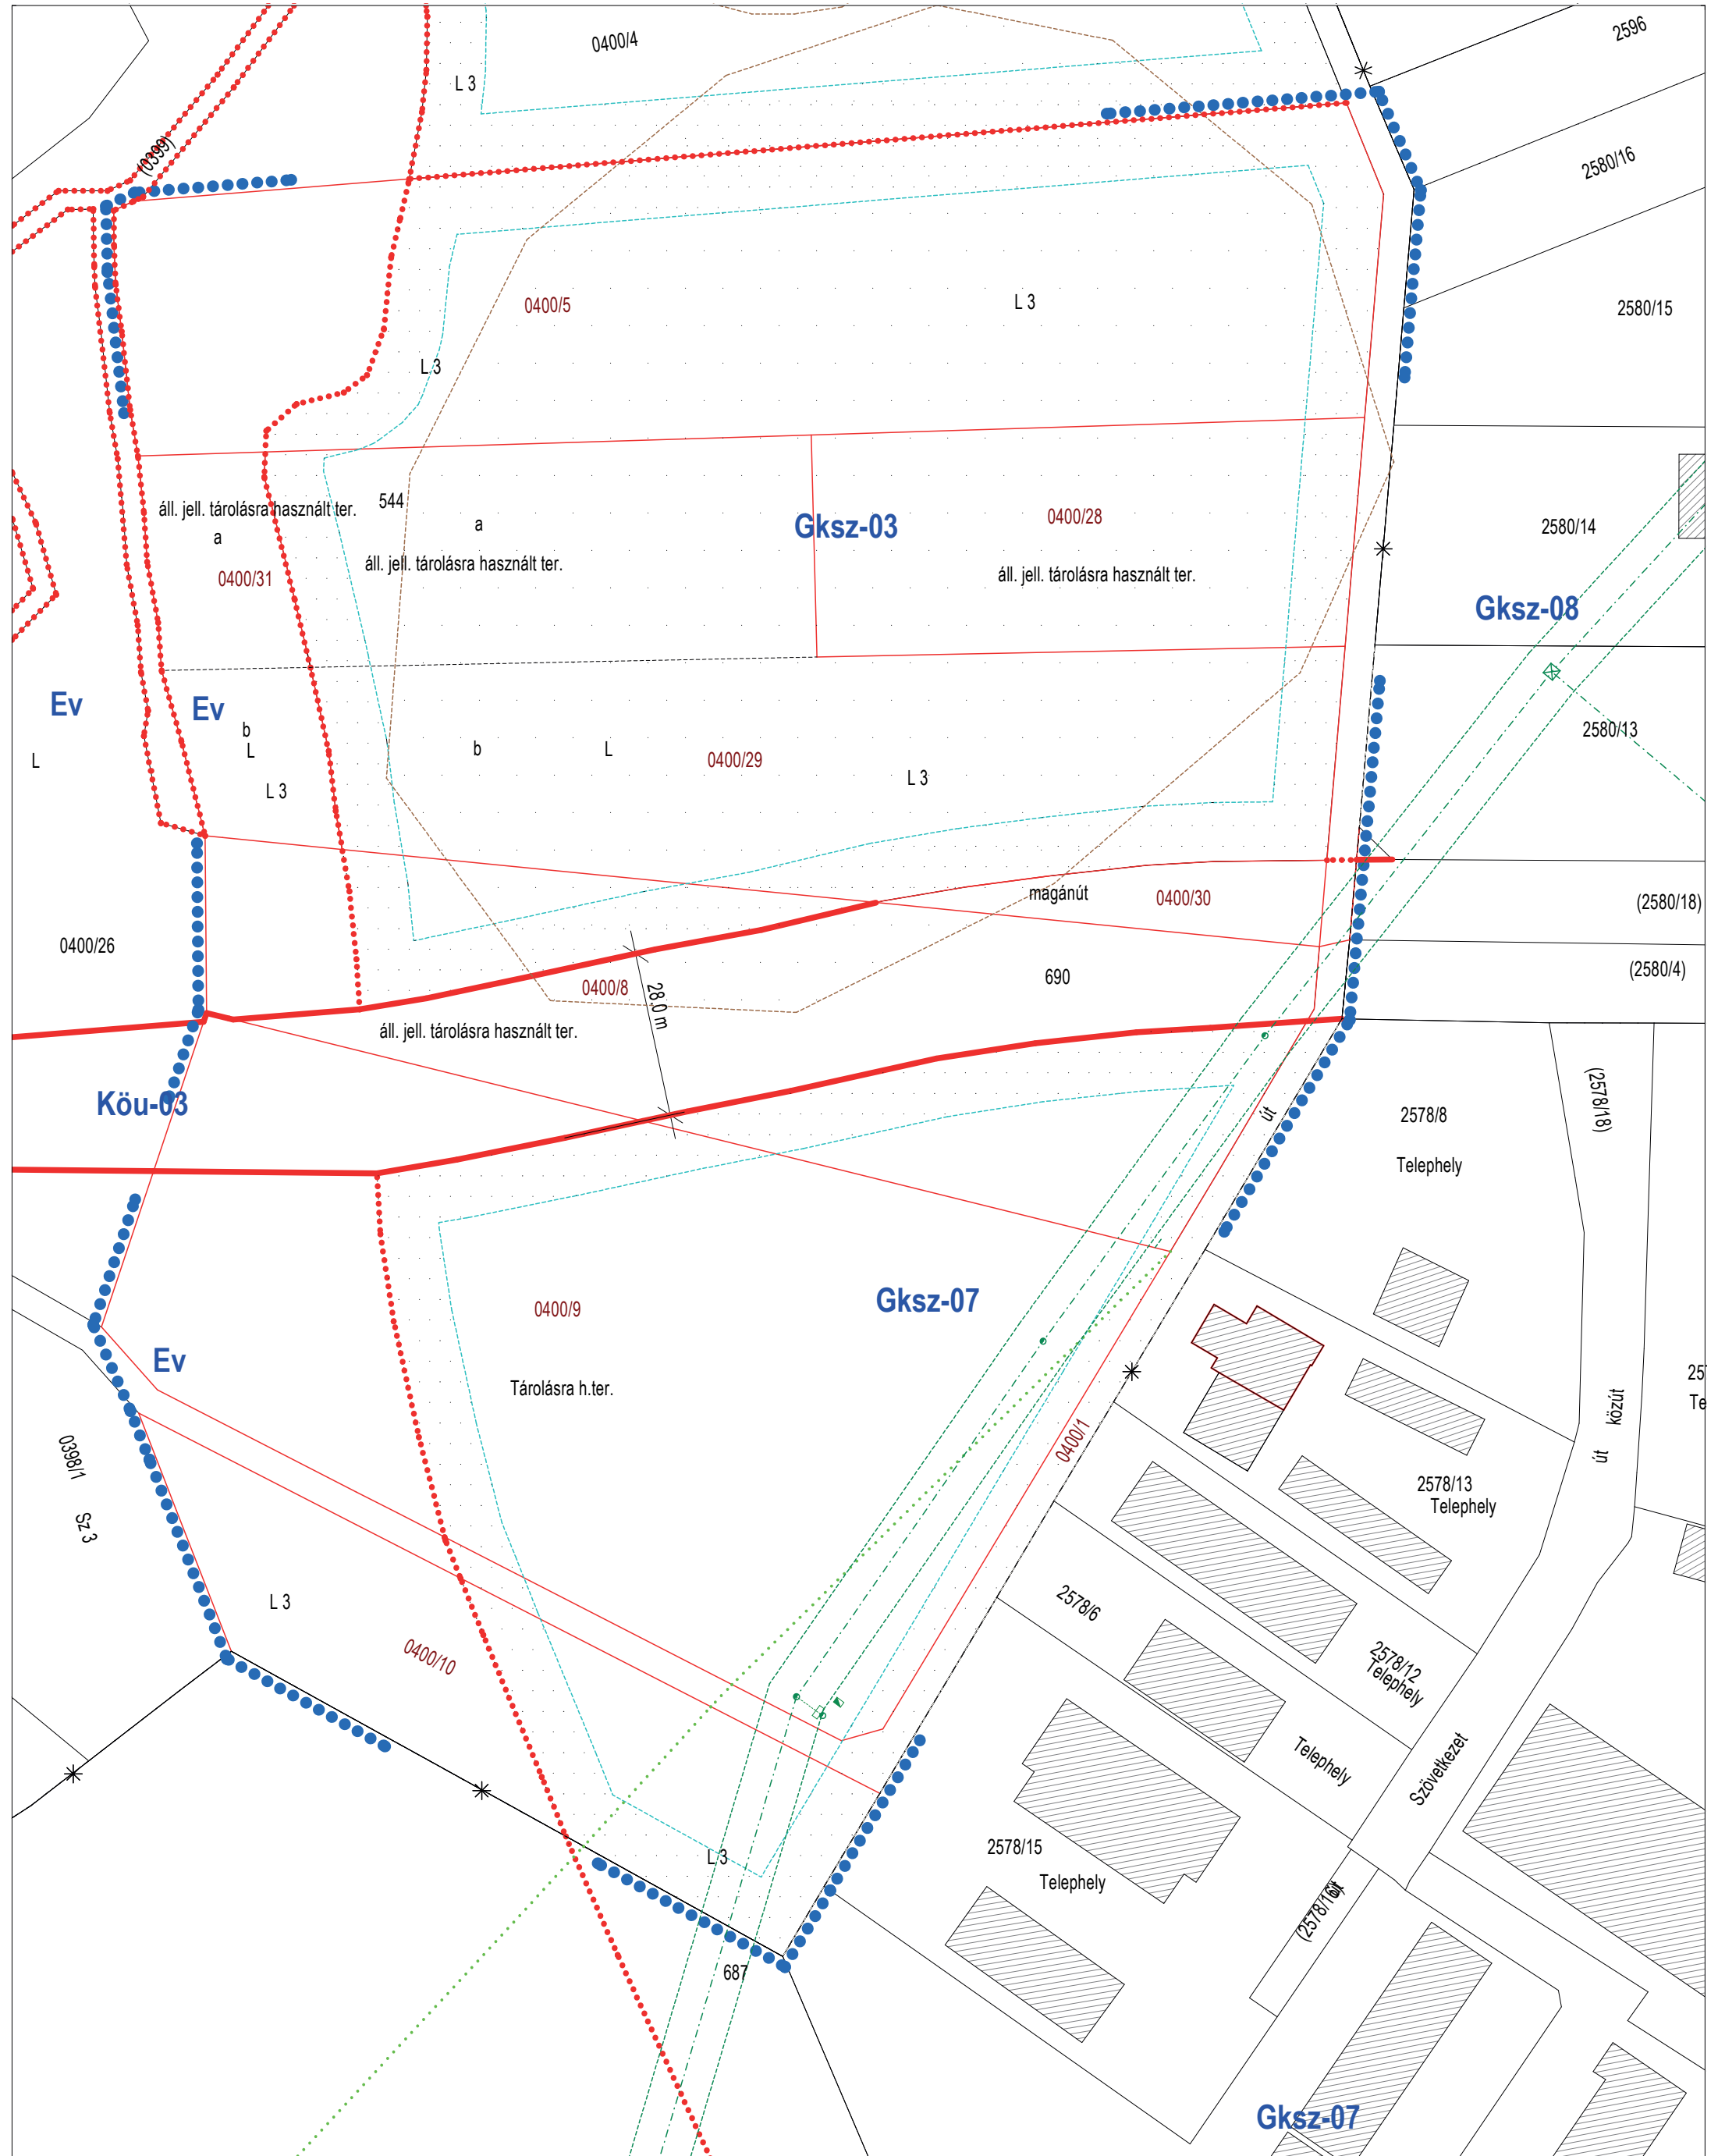 2596
0400/4
L 3
(0399)
2580/16
0400/5
L 3
2580/15
L 3
544
áll. jell. tárolásra használt ter.
a
a
Gksz-03
0400/28
2580/14
áll. jell. tárolásra használt ter.
áll. jell. tárolásra használt ter.
0400/31
Gksz-08
Ev
Ev
b
L
b
L
0400/29
2580/13
L
L 3
L 3
magánút
0400/30
(2580/18)
0400/26
690
(2580/4)
0400/8
28.0 m
áll. jell. tárolásra használt ter.
Köu-03
út
2578/8
(2578/18)
Telephely
0400/9
Gksz-07
Ev
25
Te
Tárolásra h.ter.
közút
út
0400/1
0398/1
Sz 3
2578/13
Telephely
L 3
2578/6
0400/10
2578/12
Telephely
Telephely
Szövetkezet
2578/15
L 3
Telephely
(2578/16)
út
687
Gksz-07